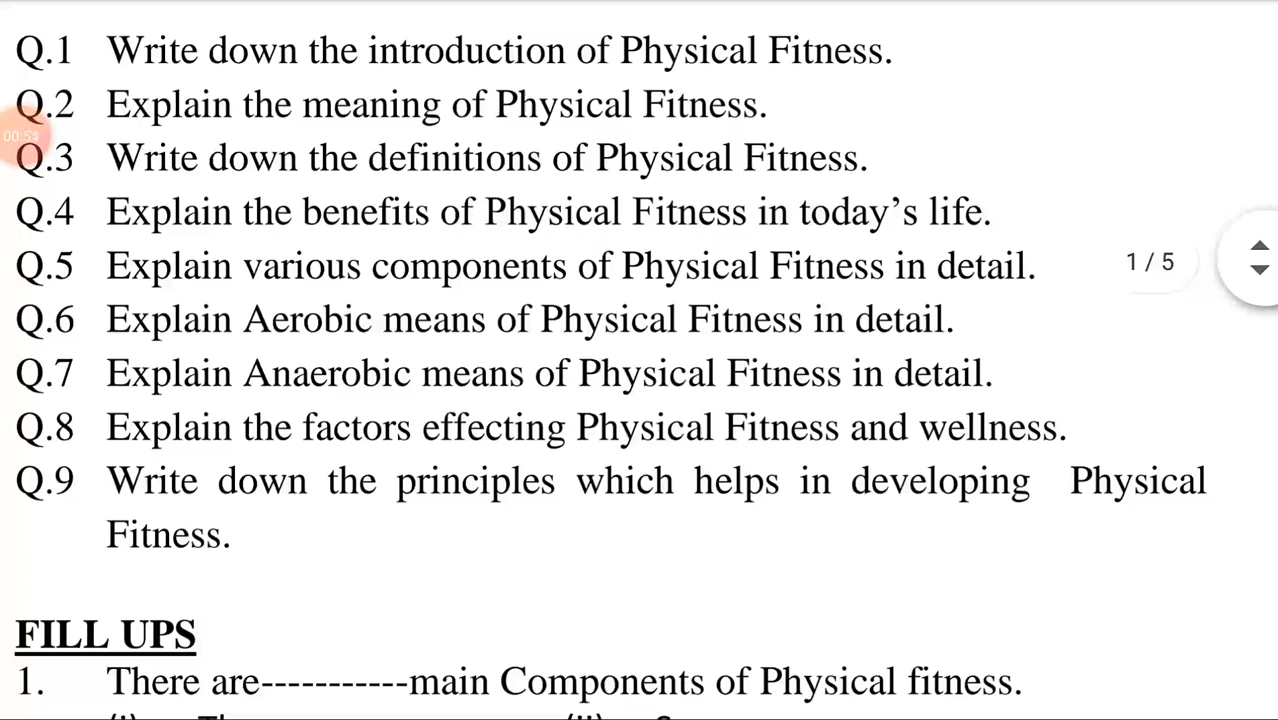 Q.1 Write down the introduction of Physical Fitness.
Q.2 Explain the meaning of Physical Fitness.
00:54
Q.3 Write down the definitions of Physical Fitness.
Q.4 Explain the benefits of Physical Fitness in today’s life.
Q.5 Explain various components of Physical Fitness in detail.
1 / 5
Q.6 Explain Aerobic means of Physical Fitness in detail.
Q.7 Explain Anaerobic means of Physical Fitness in detail.
Q.8 Explain the factors effecting Physical Fitness and wellness.
Q.9 Write down the principles which helps in developing Physical
Fitness.
FILL UPS
1. There are-----------main Components of Physical fitness.